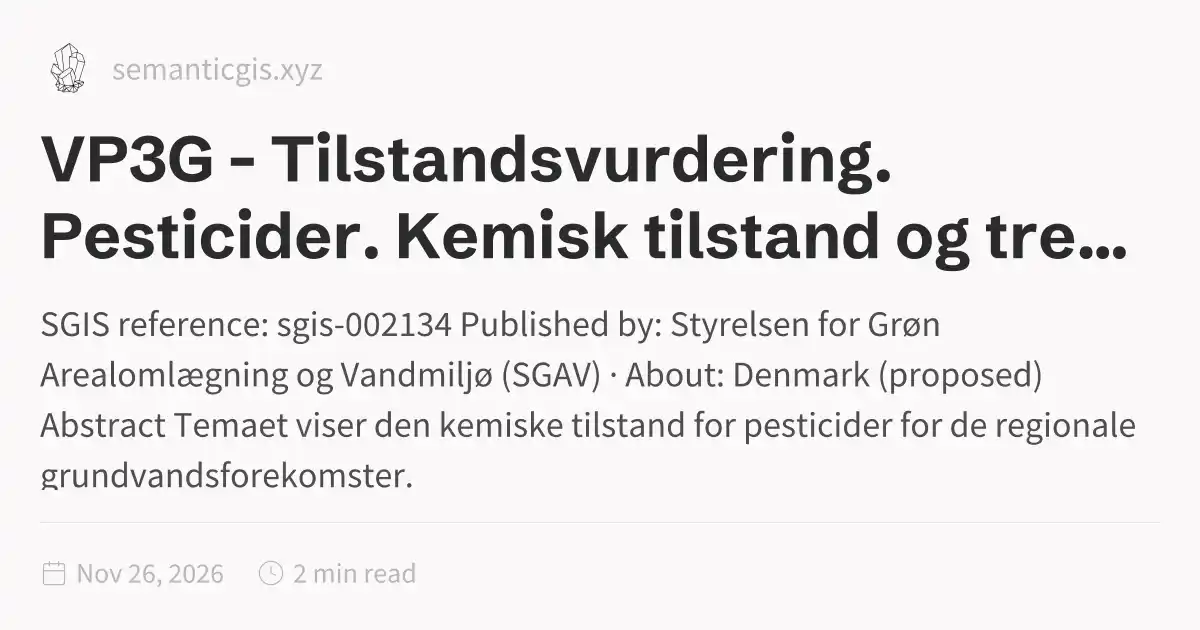 semanticgis.xyz
VP3G - Tilstandsvurdering.
Pesticider. Kemisk tilstand og tre...
SGIS reference: sgis-002134 Published by: Styrelsen for Grøn
Arealomlægning og Vandmiljø (SGAV) · About: Denmark (proposed)
Abstract Temaet viser den kemiske tilstand for pesticider for de regionale
grundvandsforekomster.
Nov 26, 2026
2 min read